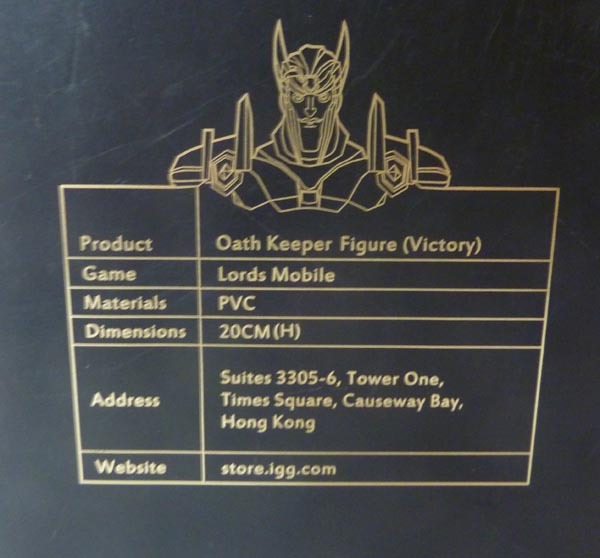 Product Oath Keeper Figure (Victory)
Game Lords Mobile
Materials PVC
Dimensions 20CM(H)
Address Suites 3305-6, Tower One,
Times Square, Causeway Bay,
Hong Kong
Website store.igg.com